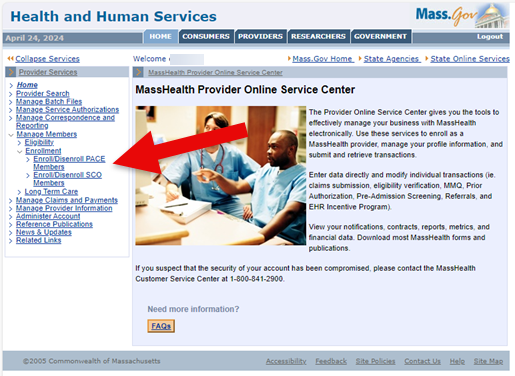 Health and Human Services
Mass.Gov
April 24, 2024
HOME CONSUMERS PROVIDERS RESEARCHERS GOVERNMENT
Logout
Collapse Services
Welcome
Mass.Gov Home State Agencies State Online Services
Provider Services
Home
Provider Search
Manage Batch Files
Manage Service Authorizations
Manage Correspondence and
Reporting
Manage Members
Eligibility
Enrollment
Enroll/Disenroll PACE
Members
Enroll/Disenroll SCO
Members
Long Term Care
Manage Claims and Payments
Manage Provider Information
Administer Account
Reference Publications
News & Updates
Related Links
MassHealth Provider Online Service Center
MassHealth Provider Online Service Center
The Provider Online Service Center gives you the tools to
effectively manage your business with MassHealth
electronically. Use these services to enroll as a
MassHealth provider, manage your profile information, and
submit and retrieve transactions.
Enter data directly and modify individual transactions (ie.
claims submission, eligibility verification, MMQ, Prior
Authorization, Pre-Admission Screening, Referrals, and
EHR Incentive Program).
View your notifications, contracts, reports, metrics, and
financial data. Download most MassHealth forms and
publications.
If you suspect that the security of your account has been compromised, please contact the MassHealth
Customer Service Center at 1-800-841-2900.
Need more information?
FAQs
©2005 Commonwealth of Massachusetts
Accessibility Feedback Site Policies Contact Us Help Site Map